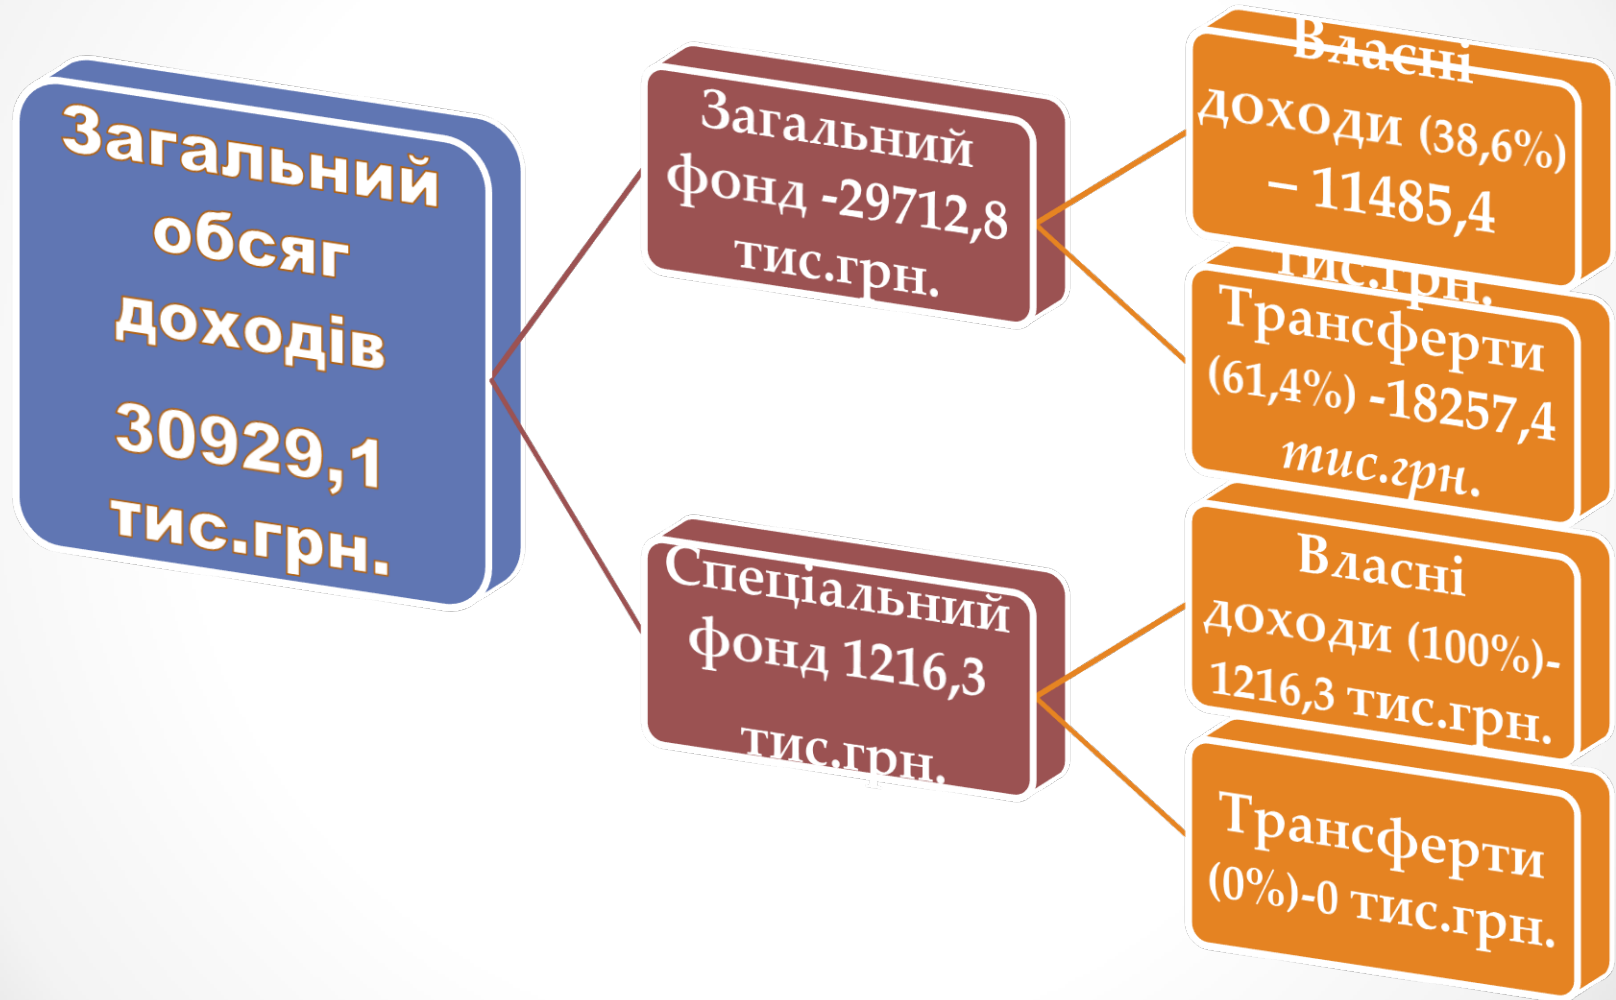 Загальний
обсяг
доходів
30929,1
тис.грн.
Загальний
фонд -29712,8
тис.грн.
Власні
доходи (38,6%)
– 11485,4
тис.грн.
Трансферти
(61,4%) -18257,4
тис.грн.
Спеціальний
фонд 1216,3
тис.грн.
Власні
доходи (100%)-
1216,3 тис.грн.
Трансферти
(0%)-0 тис.грн.